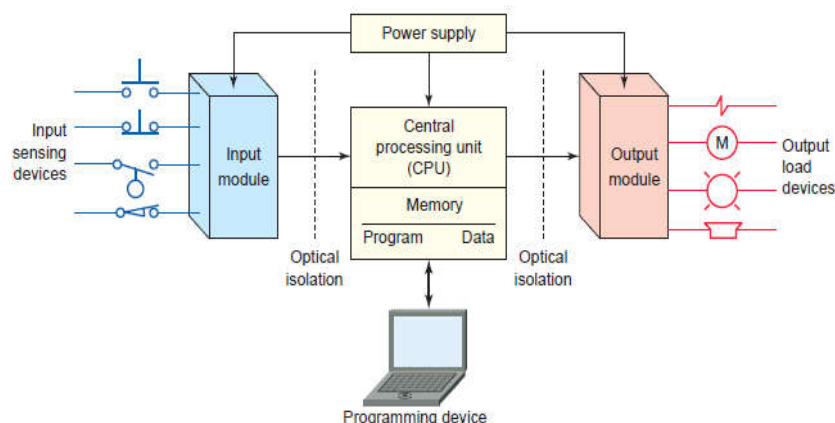 Power supply
Input
sensing
devices
Input
module
Central
processing unit
(CPU)
Memory
Program Data
Optical
isolation
Optical
isolation
Output
module
M
Output
load
devices
Programming device